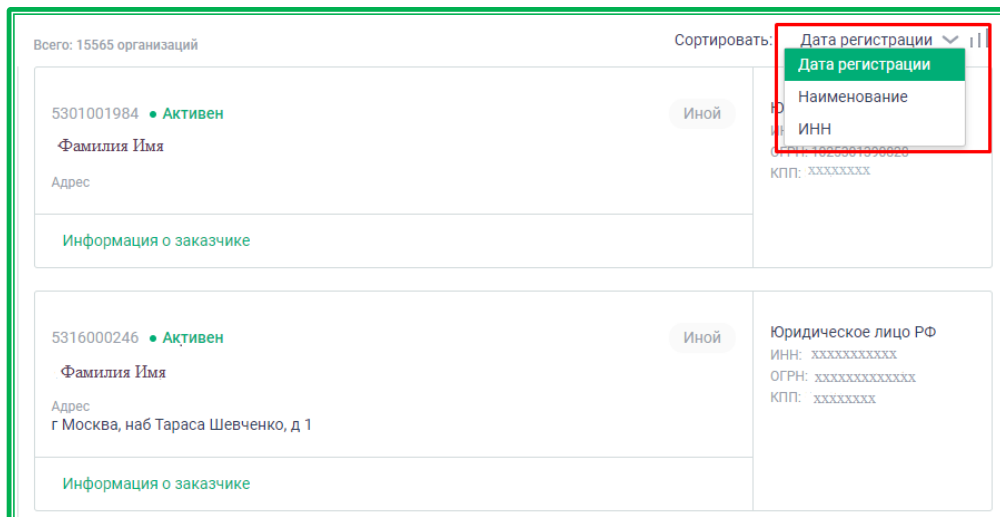 Всего: 15565 организаций
Сортировать: Дата регистрации
Дата регистрации
Наименование
ИНН
5301001984 • Активен
Иной
Фамилия Имя
Адрес
КПП: xxxxxxxx
Информация о заказчике
5316000246 • Активен
Иной
Фамилия Имя
Адрес
г Москва, наб Тараса Шевченко, д 1
Юридическое лицо РФ
ИНН: xxxxxxxxxxx
ОГРН: xxxxxxxxxxxxx
КПП: xxxxxxxx
Информация о заказчике